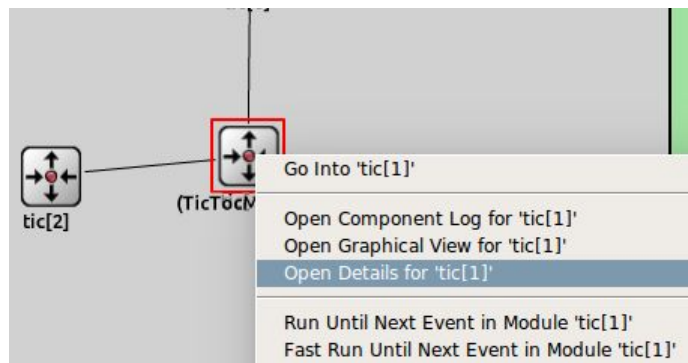 tic[2]
(TicTocM
Go Into 'tic[1]'
Open Component Log for 'tic[1]'
Open Graphical View for 'tic[1]'
Open Details for 'tic[1]'
Run Until Next Event in Module 'tic[1]'
Fast Run Until Next Event in Module 'tic[1]'